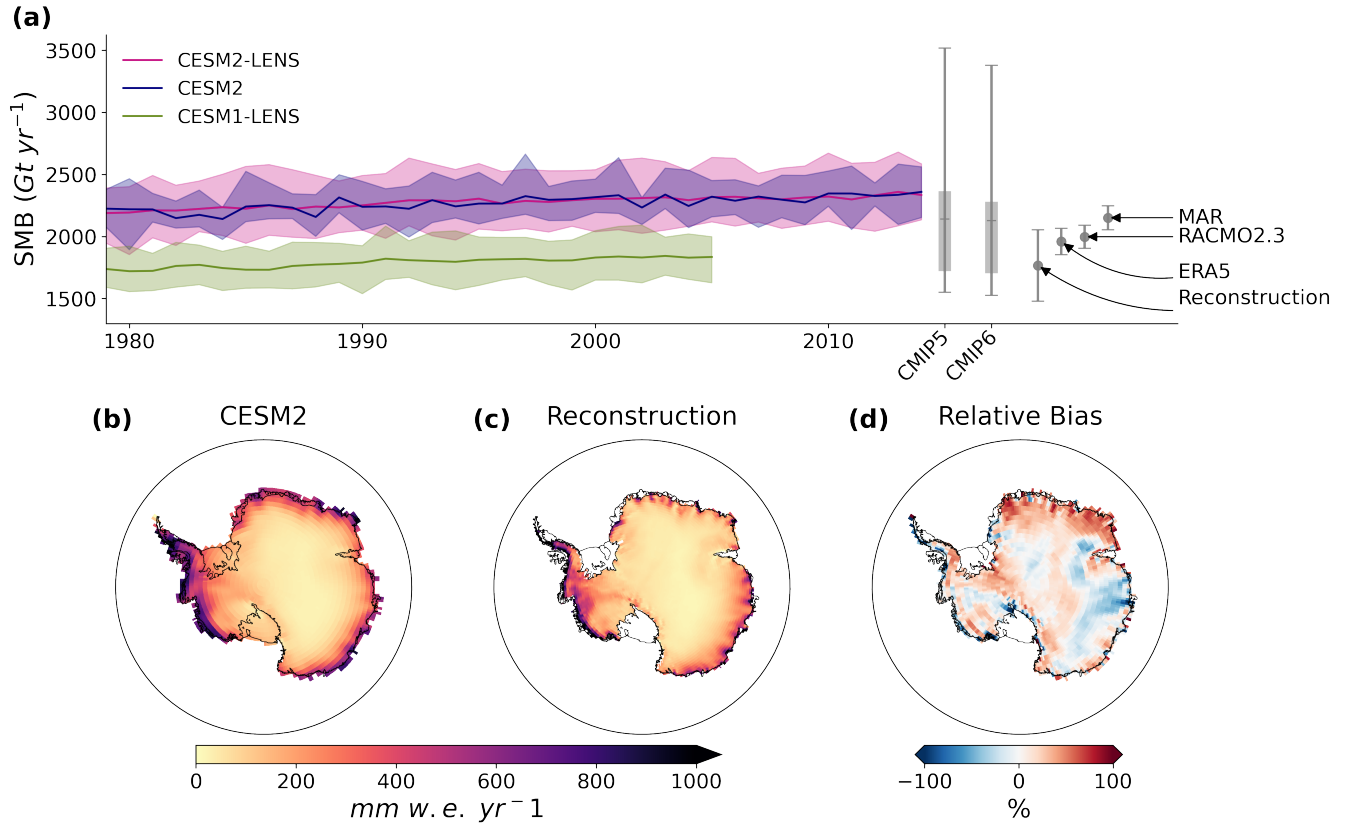 (a)
SMB (Gt yr⁻¹)
3500
3000
2500
2000
1500
CESM2-LENS
CESM2
CESM1-LENS
1980
1990
2000
2010
CMIP5
CMIP6
MAR
RACMO2.3
ERA5
Reconstruction
(b)
CESM2
(c)
Reconstruction
(d)
Relative Bias
0
200
400
600
800
1000
mm w.e. yr⁻1
−100
0
100
%